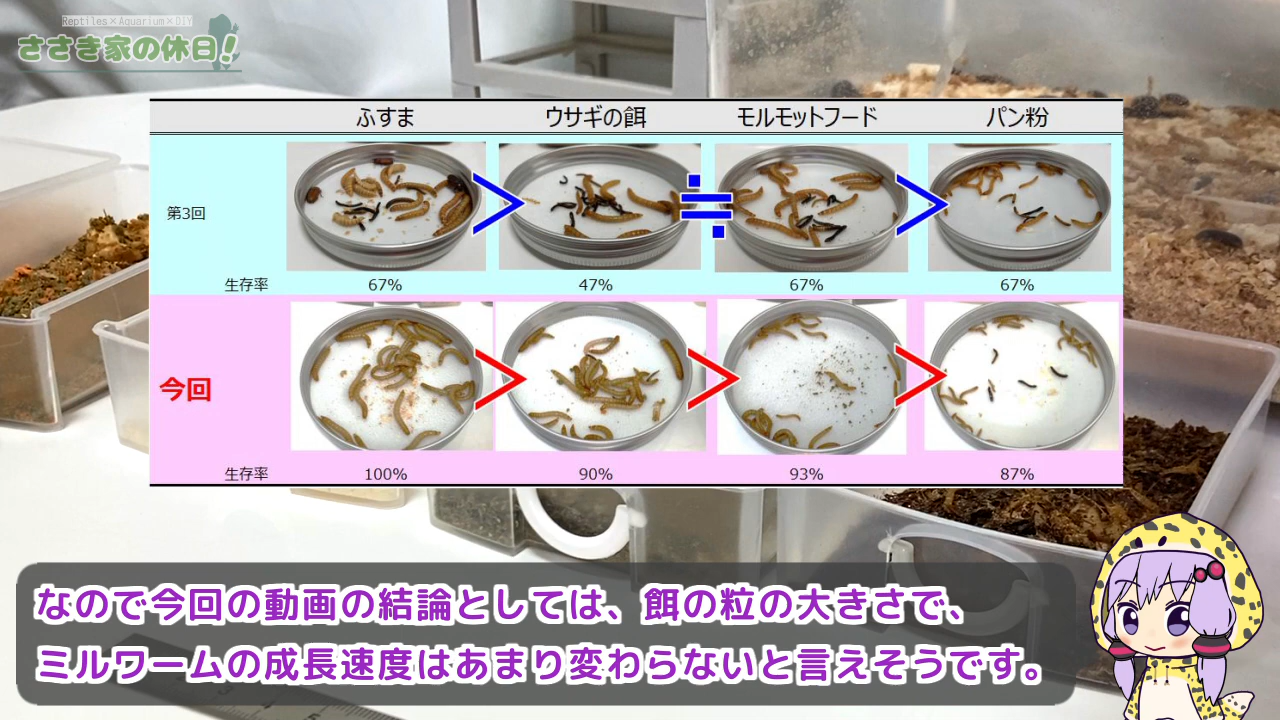 Reptiles×Aquarium×DIY
ささき家の休日!
ふすま ウサギの餌 モルモットフード パン粉
第3回
> ≒ >
生存率 67% 47% 67% 67%
今回
> > >
生存率 100% 90% 93% 87%
なので今回の動画の結論としては、餌の粒の大きさで、
ミルワームの成長速度はあまり変わらないと言えそうです。